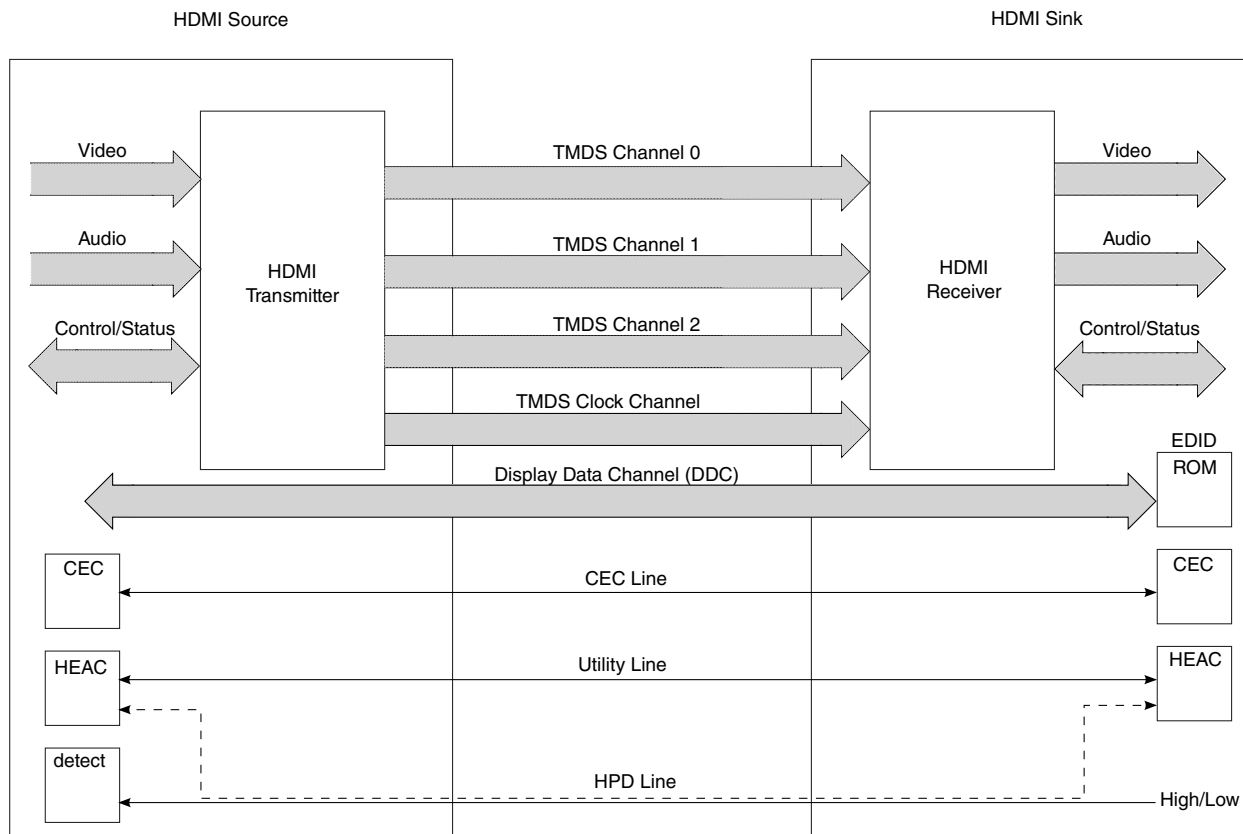 HDMI Source
HDMI Sink
Video
TMDS Channel 0
Video
Audio
TMDS Channel 1
Audio
HDMI
Transmitter
HDMI
Receiver
Control/Status
TMDS Channel 2
Control/Status
TMDS Clock Channel
EDID
ROM
Display Data Channel (DDC)
CEC
CEC Line
CEC
HEAC
Utility Line
HEAC
detect
HPD Line
High/Low